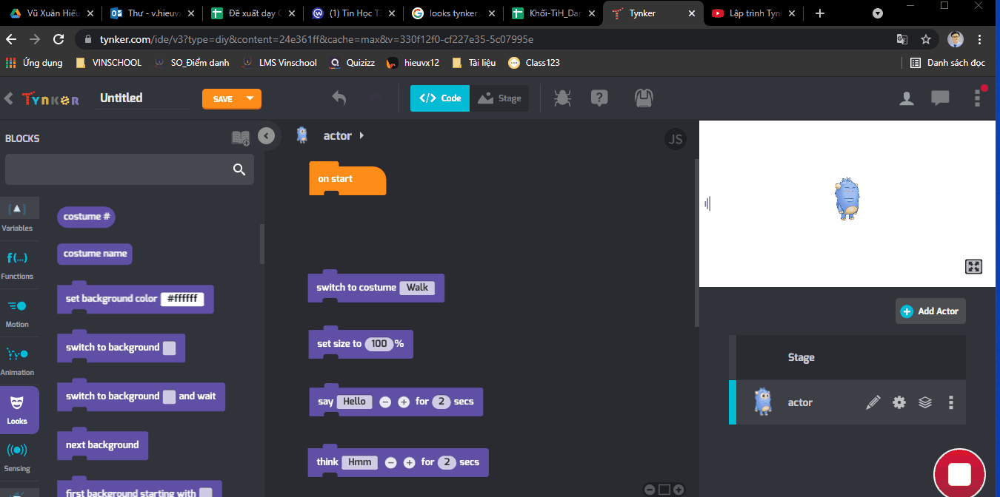 Vũ Xuân Hiếu
Thư - v.hieuvx
Đề xuất dạy C
(1) Tin Học T3
looks tynker
Khối-TiH_Dar
Tynker
Lập trình Tynk
tynker.com/ide/v3?type=diy&content=24e361ff&cache=max&v=330f12f0-cf227e35-5c07995e
Ứng dụng
VINSCHOOL
SO_Điểm danh
LMS Vinschool
Quizizz
hieuvx12
Tài liệu
Class123
Danh sách đọc
TYNKER
Untitled
SAVE
</> Code
Stage
BLOCKS
actor
JS
Variables
f(...)
Functions
Motion
Animation
Looks
Sensing
costume #
costume name
set background color #ffffff
switch to background
switch to background and wait
next background
first background starting with
on start
switch to costume Walk
set size to 100 %
say Hello − + for 2 secs
think Hmm − + for 2 secs
Add Actor
Stage
actor